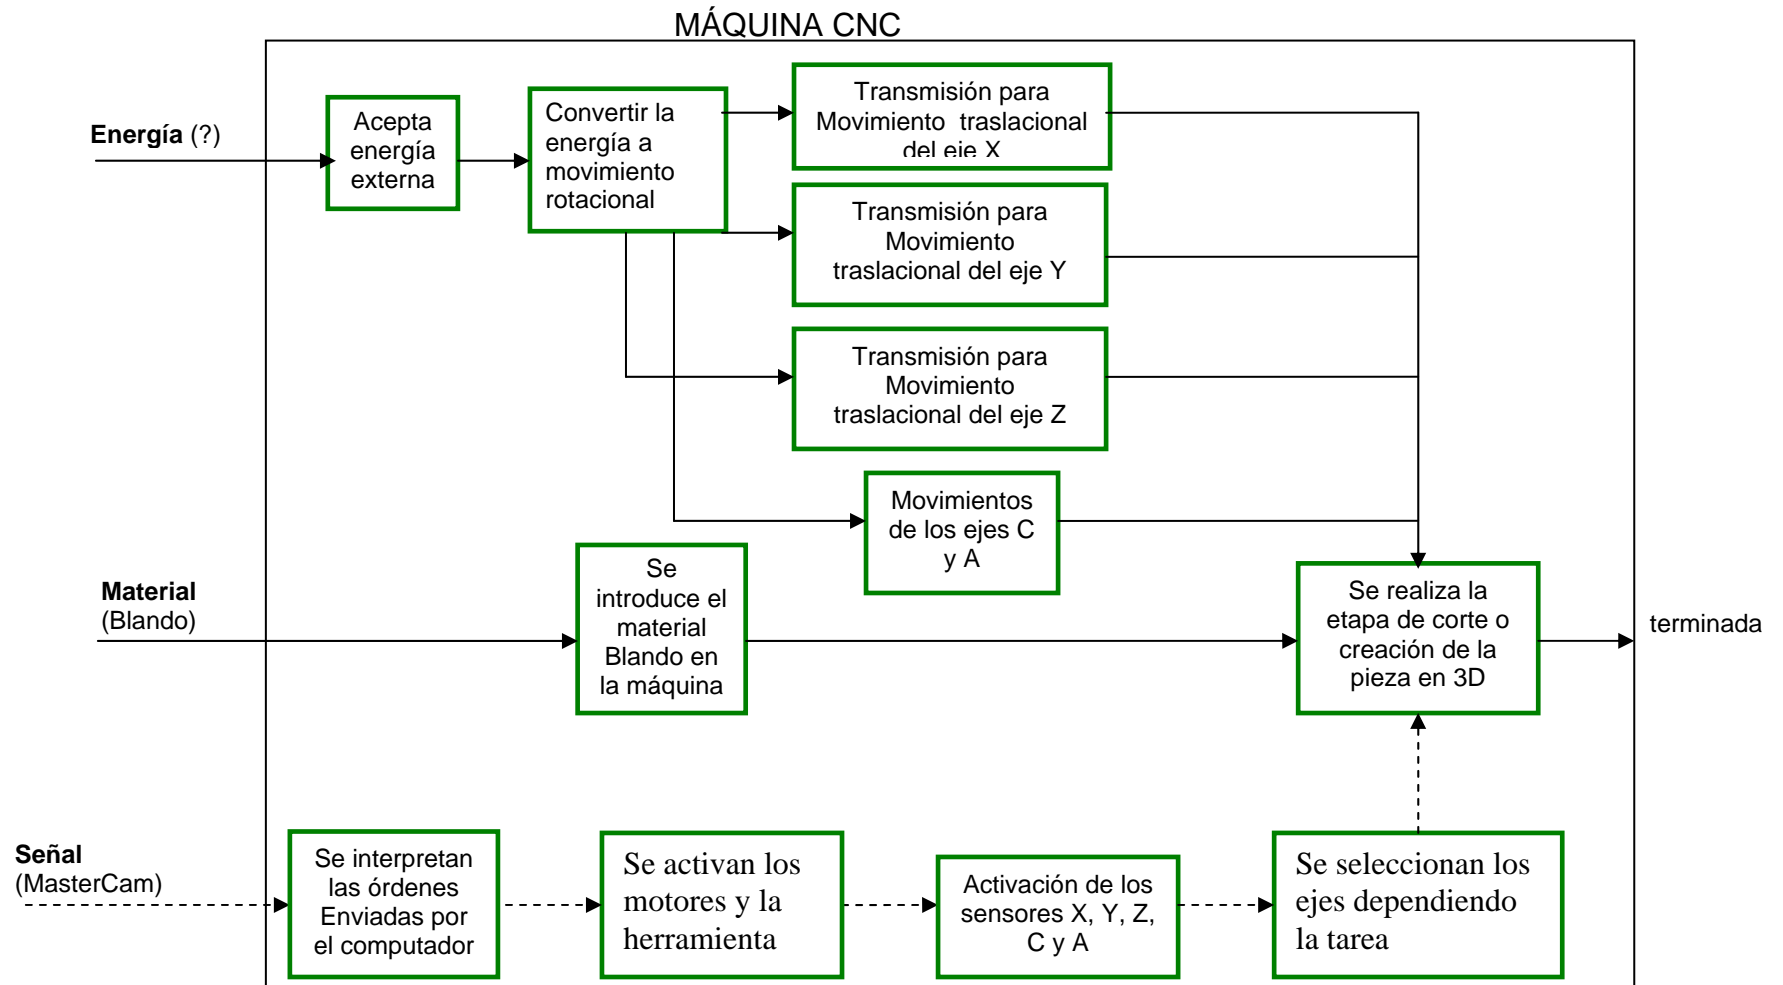 MÁQUINA CNC
Energía (?)
Acepta
energía
externa
Convertir la
energía a
movimiento
rotacional
Transmisión para
Movimiento traslacional
del eje X
Transmisión para
Movimiento
traslacional del eje Y
Transmisión para
Movimiento
traslacional del eje Z
Movimientos
de los ejes C
y A
Material
(Blando)
Se
introduce el
material
Blando en
la máquina
Se realiza la
etapa de corte o
creación de la
pieza en 3D
terminada
Señal
(MasterCam)
Se interpretan
las órdenes
Enviadas por
el computador
Se activan los
motores y la
herramienta
Activación de los
sensores X, Y, Z,
C y A
Se seleccionan los
ejes dependiendo
la tarea